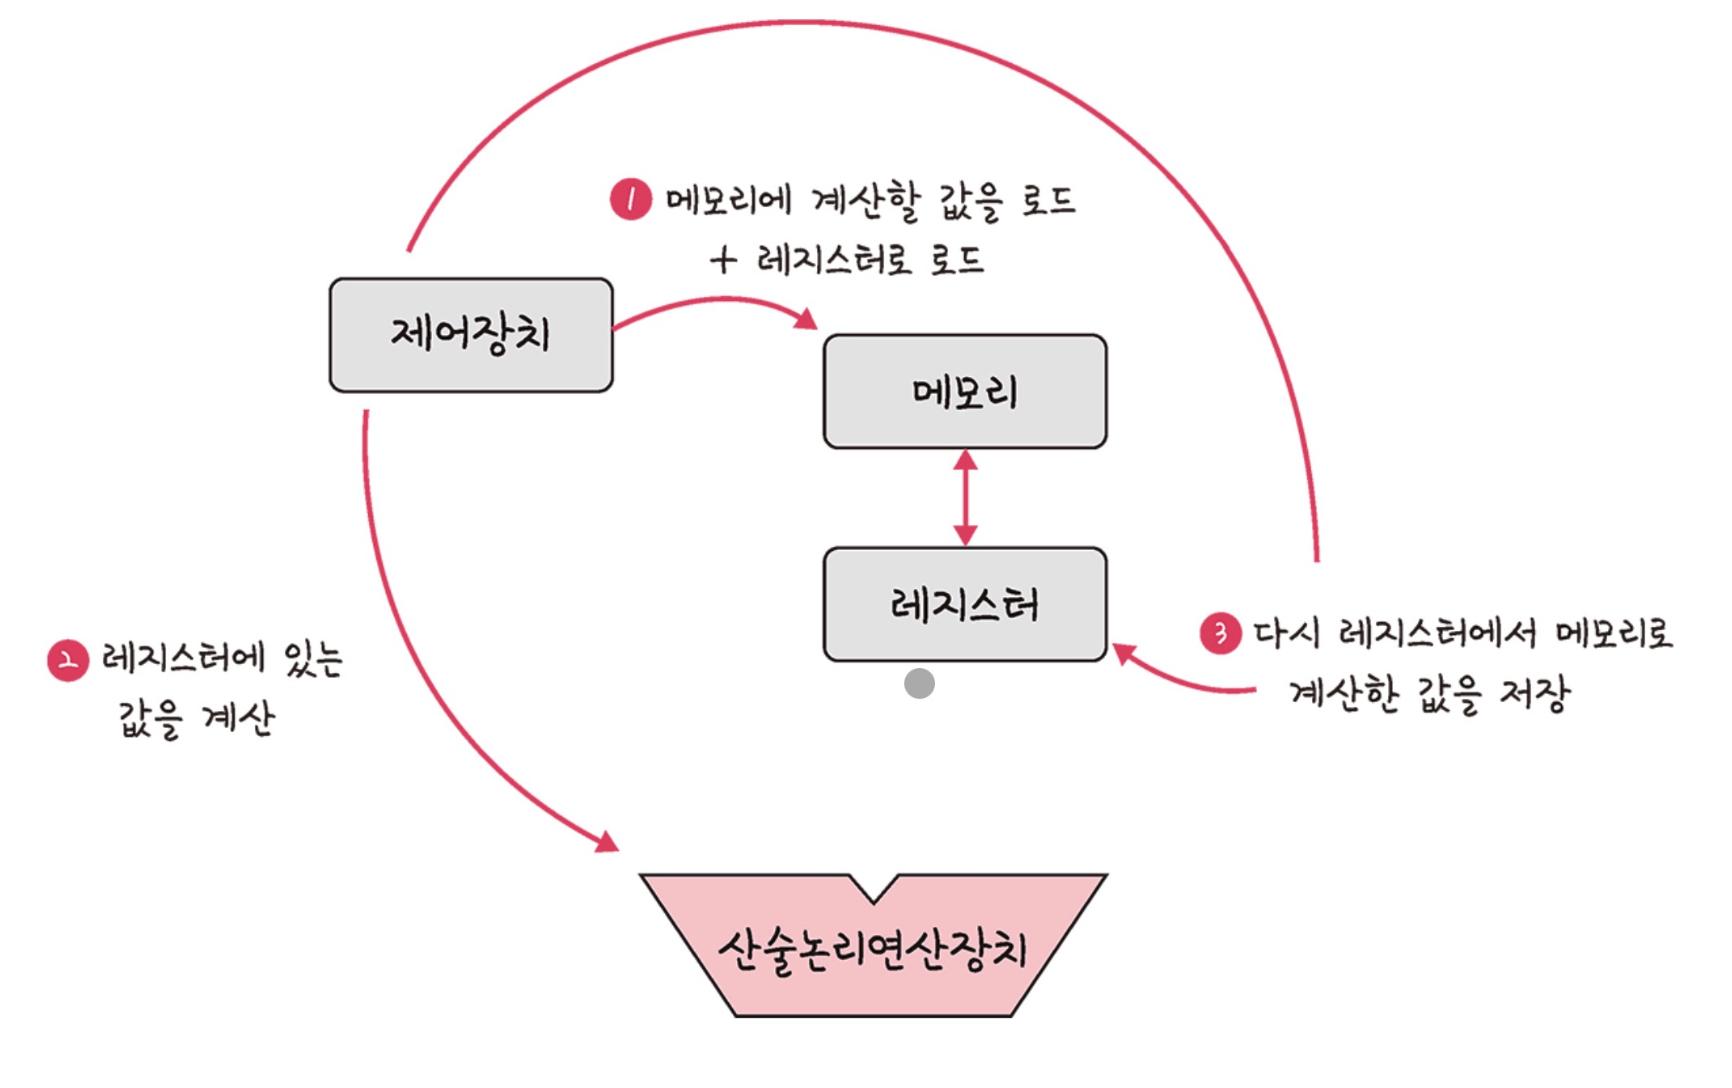 1 메모리에 계산할 값을 로드
+ 레지스터로 로드
제어장치
메모리
레지스터
2 레지스터에 있는
값을 계산
3 다시 레지스터에서 메모리로
계산한 값을 저장
산술논리연산장치